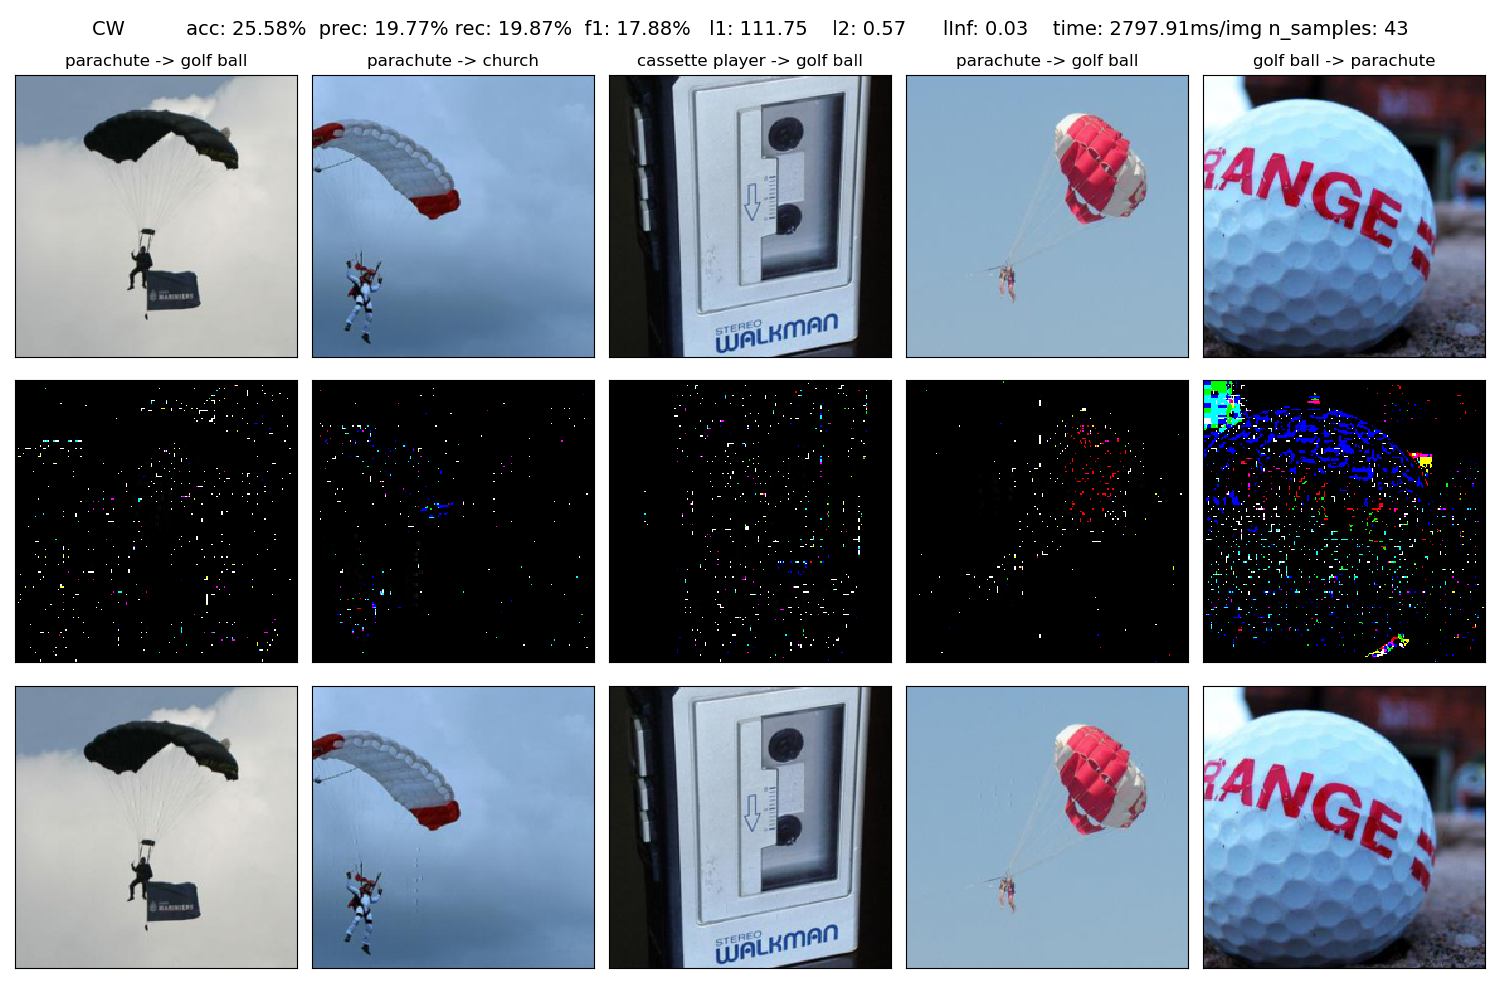 CW acc: 25.58% prec: 19.77% rec: 19.87% f1: 17.88% l1: 111.75 l2: 0.57 lInf: 0.03 time: 2797.91ms/img n_samples: 43
parachute -> golf ball
parachute -> church
cassette player -> golf ball
parachute -> golf ball
golf ball -> parachute
RANGE
STEREO
WALKMAN
MARINIERS
RANGE
STEREO
WALKMAN
MARINIERS